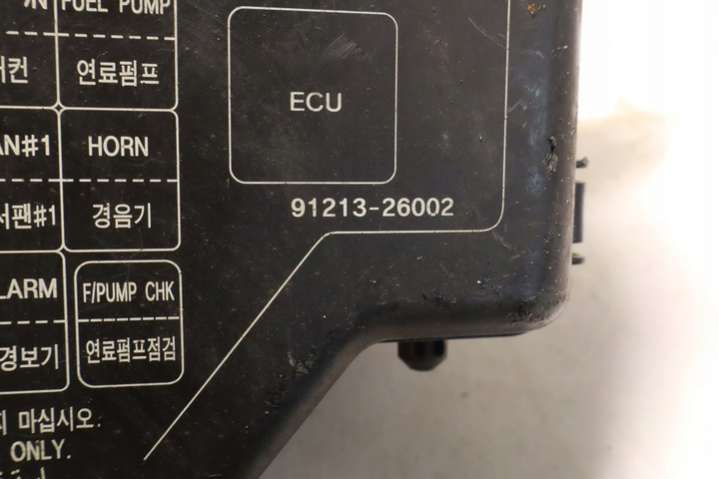 FUEL PUMP
연료펌프
ECU
HORN
경음기
91213-26002
F/PUMP CHK
연료펌프점검
경보기
마십시오.
ONLY.